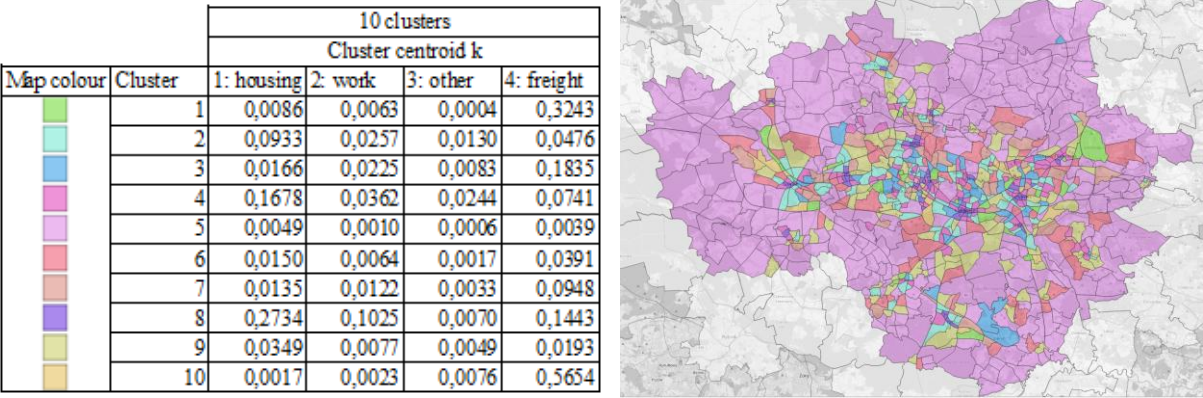 10 clusters
Cluster centroid k
Map colour Cluster 1: housing 2: work 3: other 4: freight
1 0,0086 0,0063 0,0004 0,3243
2 0,0933 0,0257 0,0130 0,0476
3 0,0166 0,0225 0,0083 0,1835
4 0,1678 0,0362 0,0244 0,0741
5 0,0049 0,0010 0,0006 0,0039
6 0,0150 0,0064 0,0017 0,0391
7 0,0135 0,0122 0,0033 0,0948
8 0,2734 0,1025 0,0070 0,1443
9 0,0349 0,0077 0,0049 0,0193
10 0,0017 0,0023 0,0076 0,5654